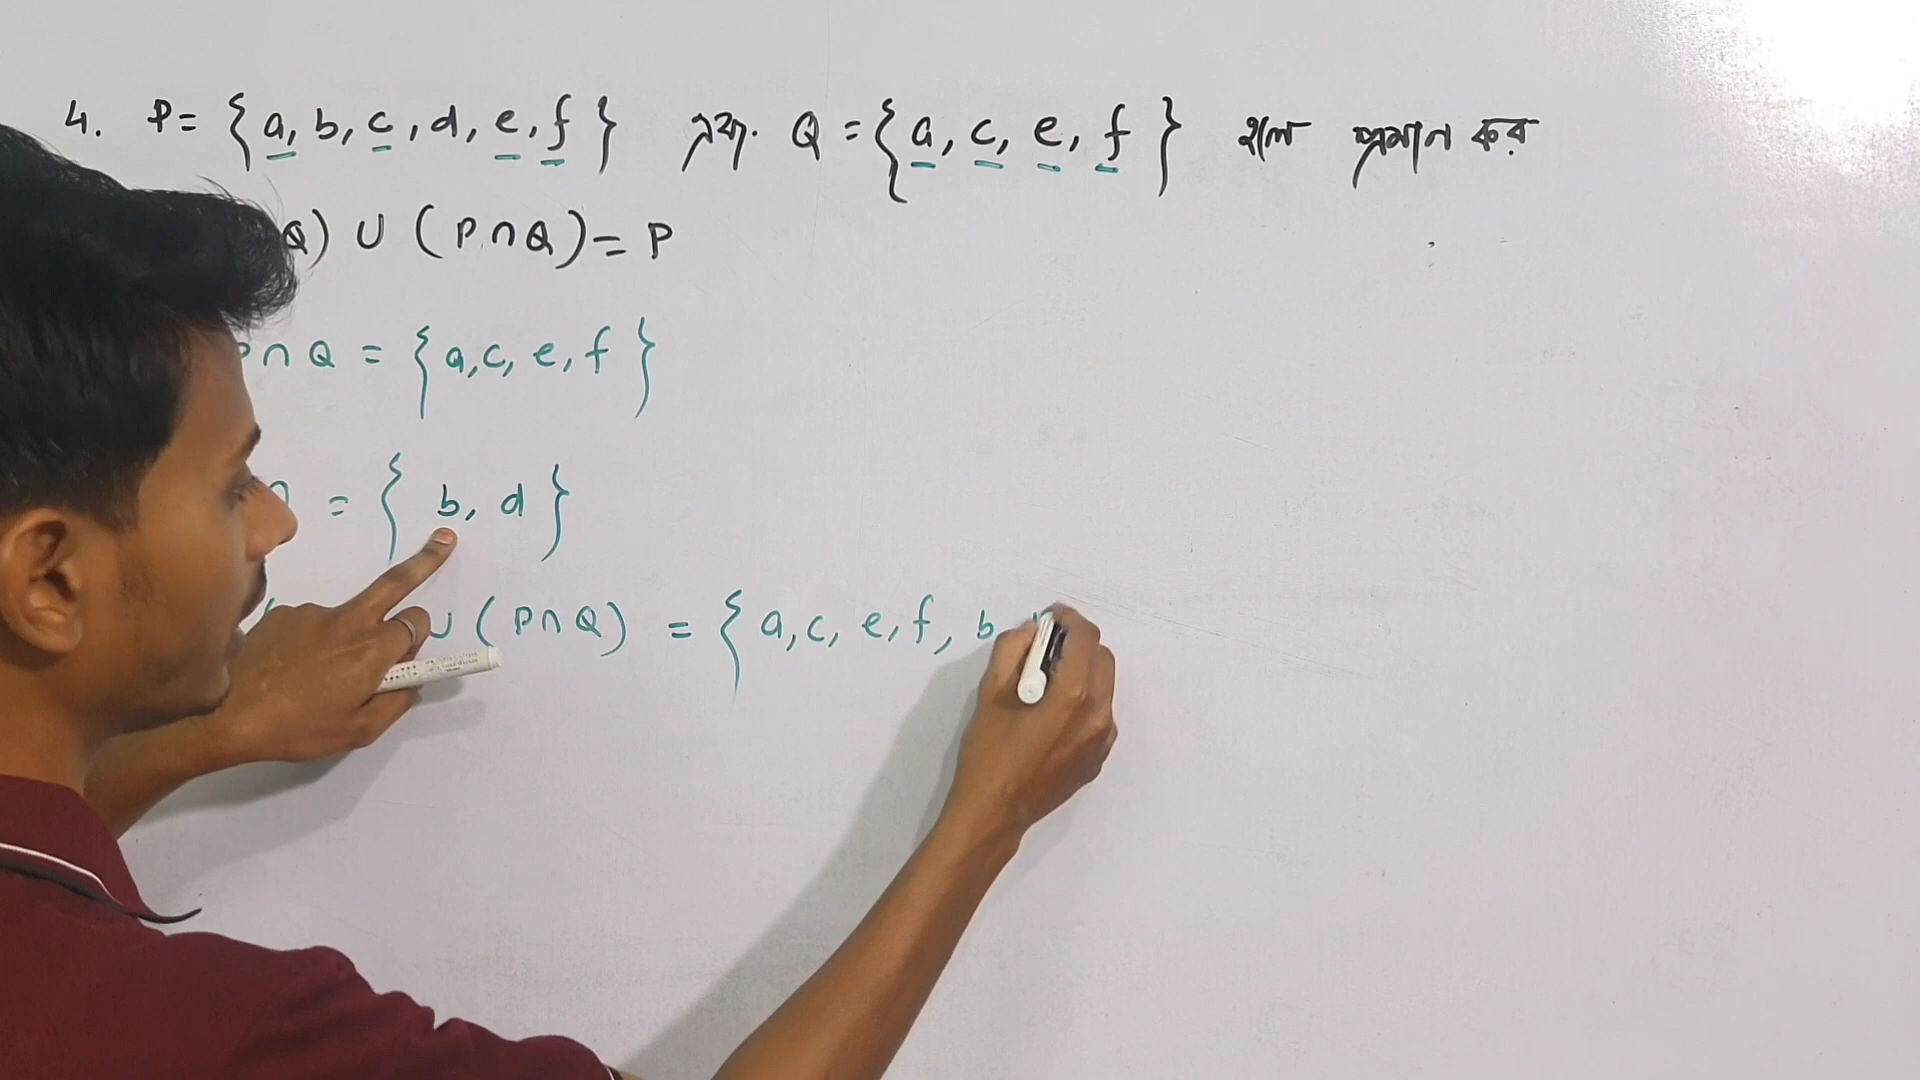 4. P = {a, b, c, d, e, f} এবং Q = {a, c, e, f} হলে প্রমান কর
Q) ∪ (P ∩ Q) = P
P ∩ Q = {a, c, e, f}
= {b, d}
∪ (P ∩ Q) = {a, c, e, f, b